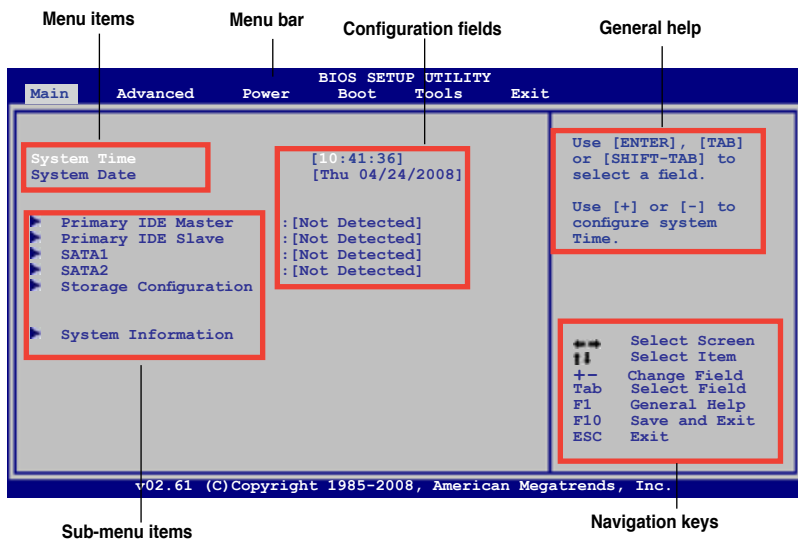 Menu items
Menu bar
Configuration fields
General help
BIOS SETUP UTILITY
Main Advanced Power Boot Tools Exit
System Time [10:41:36]
System Date [Thu 04/24/2008]
Primary IDE Master :[Not Detected]
Primary IDE Slave :[Not Detected]
SATA1 :[Not Detected]
SATA2 :[Not Detected]
Storage Configuration
System Information
Use [ENTER], [TAB]
or [SHIFT-TAB] to
select a field.
Use [+] or [-] to
configure system
Time.
Select Screen
Select Item
+- Change Field
Tab Select Field
F1 General Help
F10 Save and Exit
ESC Exit
v02.61 (C)Copyright 1985-2008, American Megatrends, Inc.
Sub-menu items
Navigation keys